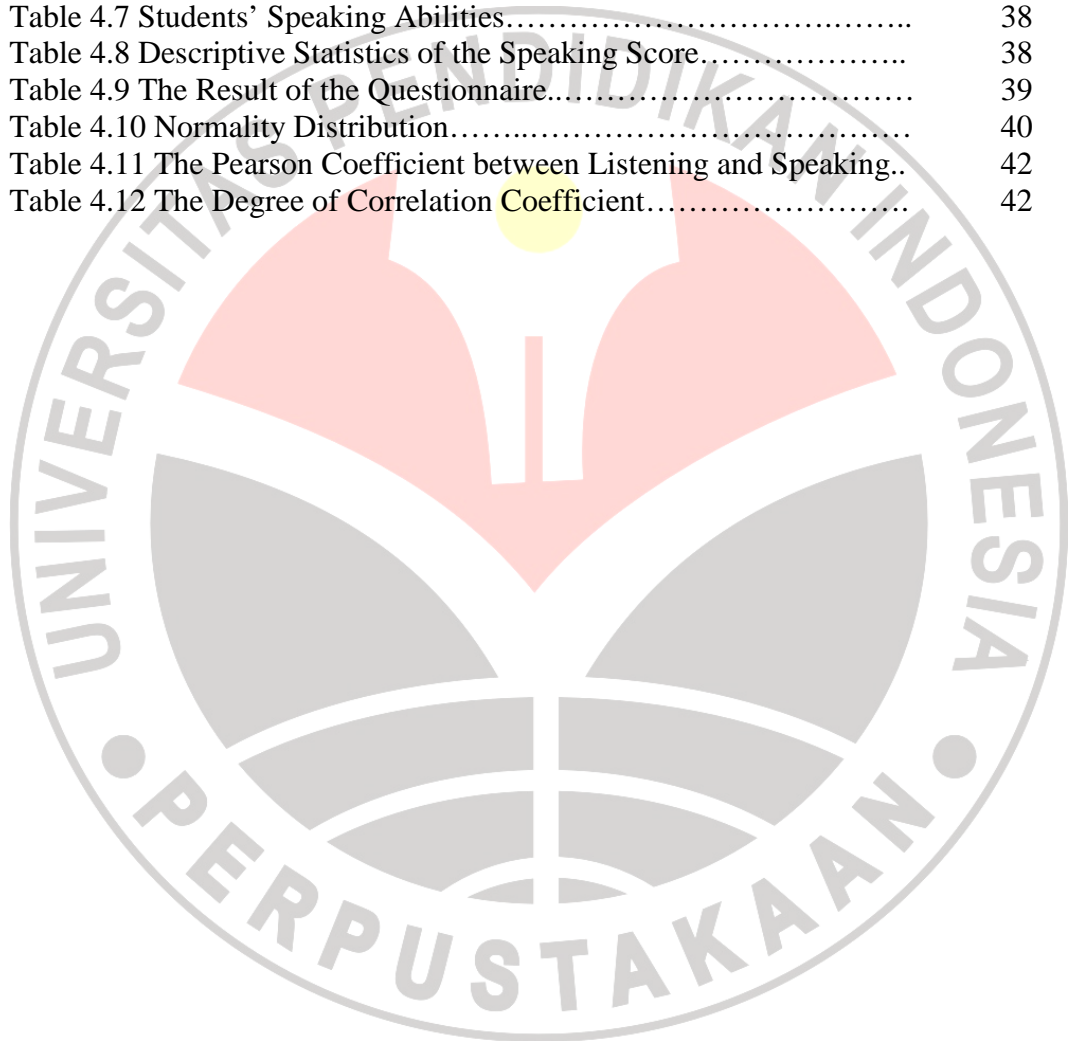 Table 4.7 Students’ Speaking Abilities……………………………….…….. 38
Table 4.8 Descriptive Statistics of the Speaking Score……………….. 38
Table 4.9 The Result of the Questionnaire..…………………………… 39
Table 4.10 Normality Distribution……...……………………………… 40
Table 4.11 The Pearson Coefficient between Listening and Speaking.. 42
Table 4.12 The Degree of Correlation Coefficient……………………. 42
UNIVERSITAS PENDIDIKAN INDONESIA
PERPUSTAKAAN